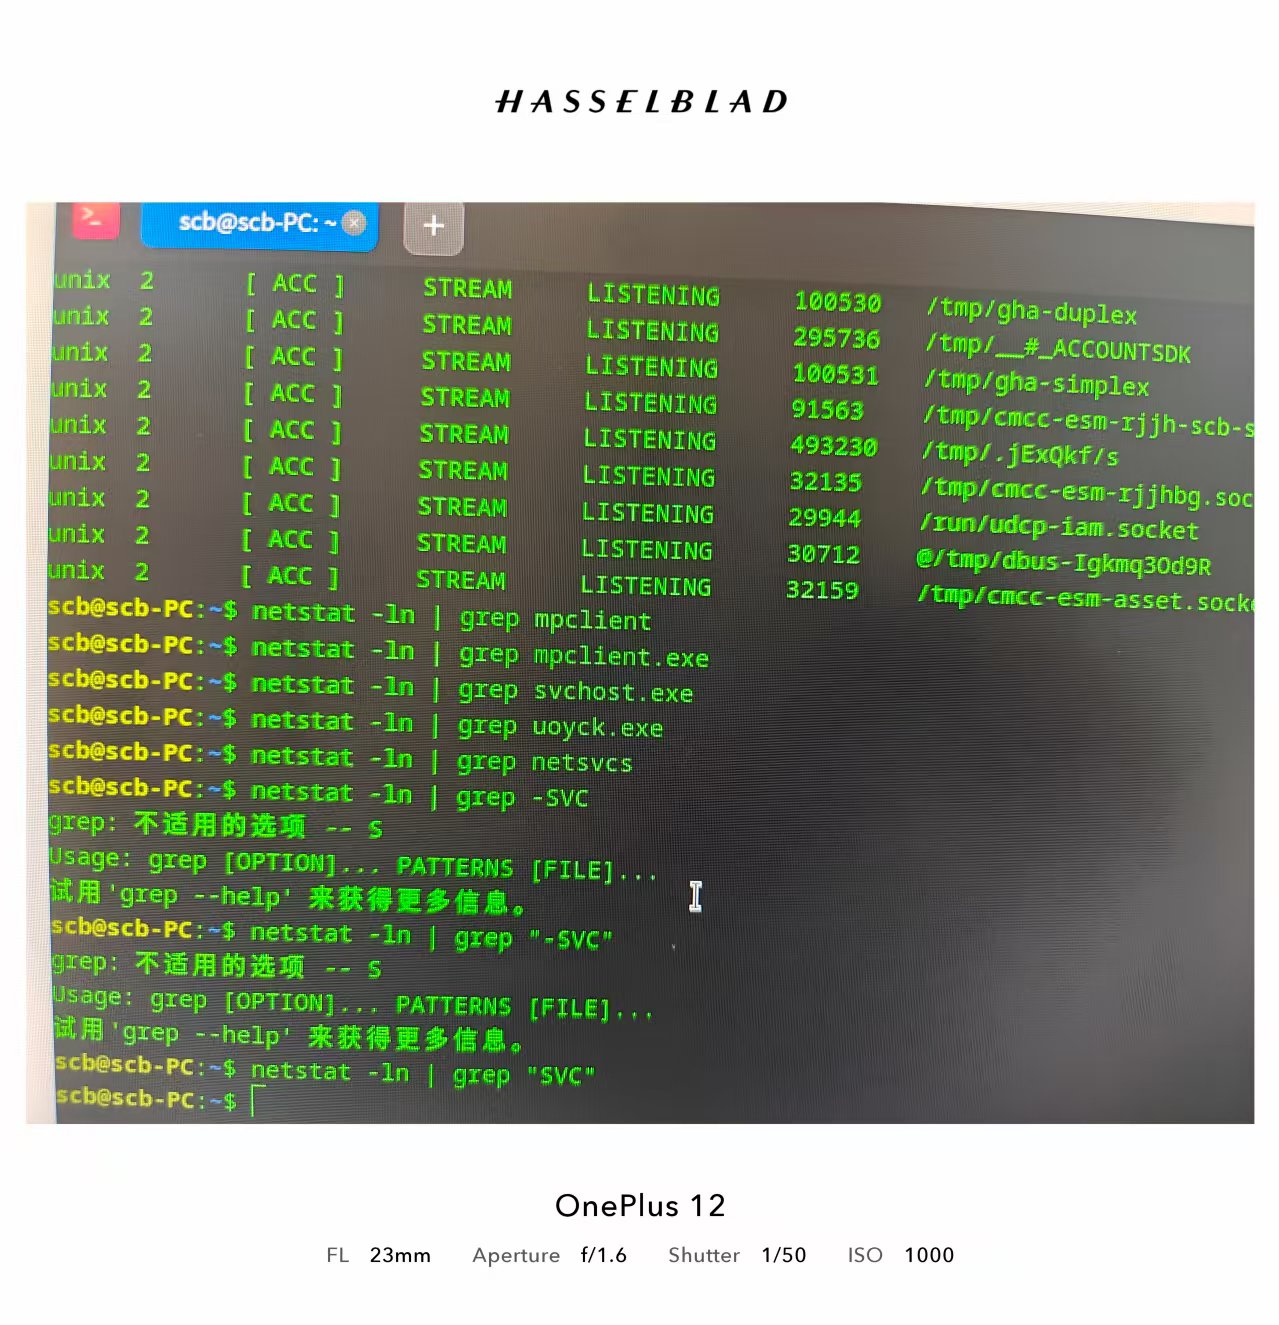 HASSELBLAD
scb@scb-PC: ~
unix 2 [ ACC ] STREAM LISTENING 100530 /tmp/gha-duplex
unix 2 [ ACC ] STREAM LISTENING 295736 /tmp/__#_ACCOUNTSDK
unix 2 [ ACC ] STREAM LISTENING 100531 /tmp/gha-simplex
unix 2 [ ACC ] STREAM LISTENING 91563 /tmp/cmcc-esm-rjjh-scb-s
unix 2 [ ACC ] STREAM LISTENING 493230 /tmp/.jExQkf/s
unix 2 [ ACC ] STREAM LISTENING 32135 /tmp/cmcc-esm-rjjhbg.soc
unix 2 [ ACC ] STREAM LISTENING 29944 /run/udcp-iam.socket
unix 2 [ ACC ] STREAM LISTENING 30712 @/tmp/dbus-Igkmq3Od9R
unix 2 [ ACC ] STREAM LISTENING 32159 /tmp/cmcc-esm-asset.socke
scb@scb-PC:~$ netstat -ln | grep mpclient
scb@scb-PC:~$ netstat -ln | grep mpclient.exe
scb@scb-PC:~$ netstat -ln | grep svchost.exe
scb@scb-PC:~$ netstat -ln | grep uoyck.exe
scb@scb-PC:~$ netstat -ln | grep netsvcs
scb@scb-PC:~$ netstat -ln | grep -SVC
grep: 不适用的选项 -- S
Usage: grep [OPTION]... PATTERNS [FILE]...
试用'grep --help' 来获得更多信息。
scb@scb-PC:~$ netstat -ln | grep "-SVC"
grep: 不适用的选项 -- S
Usage: grep [OPTION]... PATTERNS [FILE]...
试用'grep --help' 来获得更多信息。
scb@scb-PC:~$ netstat -ln | grep "SVC"
scb@scb-PC:~$
OnePlus 12
FL 23mm Aperture f/1.6 Shutter 1/50 ISO 1000